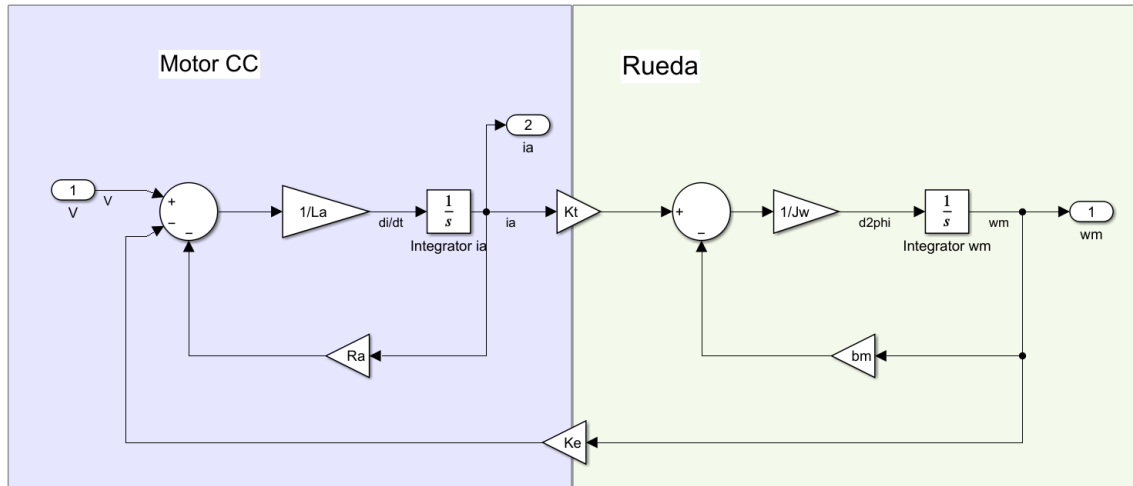 Motor CC
Rueda
2
ia
1
V
V
+
−
−
1/La
di/dt
1
s
Integrator ia
ia
Kt
+
−
1/Jw
d2phi
1
s
Integrator wm
wm
1
wm
Ra
bm
Ke